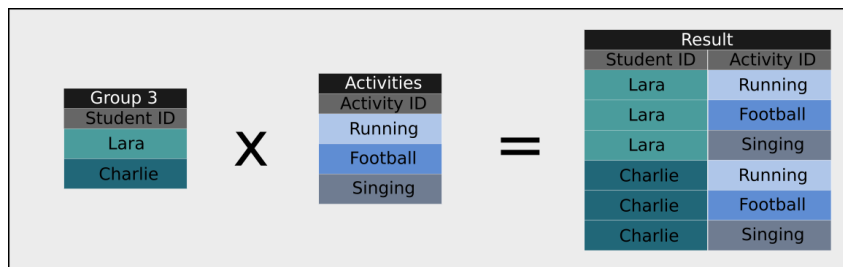 Group 3
Student ID
Lara
Charlie
x
Activities
Activity ID
Running
Football
Singing
=
Result
Student ID Activity ID
Lara Running
Lara Football
Lara Singing
Charlie Running
Charlie Football
Charlie Singing